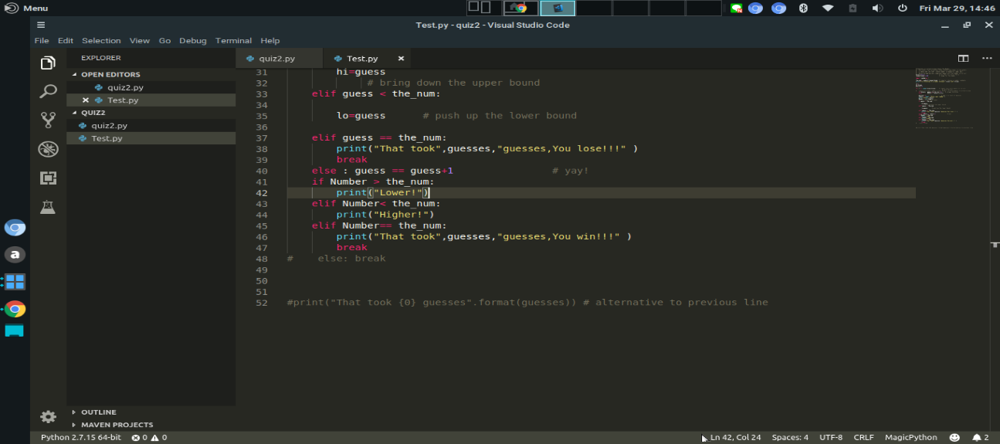 Menu
Fri Mar 29, 14:46
Test.py - quiz2 - Visual Studio Code
File Edit Selection View Go Debug Terminal Help
EXPLORER
OPEN EDITORS
quiz2.py
Test.py
QUIZ2
quiz2.py
Test.py
OUTLINE
MAVEN PROJECTS
quiz2.py Test.py
31 hi=guess
32 # bring down the upper bound
33 elif guess < the_num:
34
35 lo=guess # push up the lower bound
36
37 elif guess == the_num:
38 print("That took",guesses,"guesses,You lose!!!" )
39 break
40 else : guess == guess+1 # yay!
41 if Number > the_num:
42 print("Lower!")
43 elif Number< the_num:
44 print("Higher!")
45 elif Number== the_num:
46 print("That took",guesses,"guesses,You win!!!" )
47 break
48 # else: break
49
50
51
52 #print("That took {0} guesses".format(guesses)) # alternative to previous line
a
Python 2.7.15 64-bit 0 0 Ln 42, Col 24 Spaces: 4 UTF-8 CRLF MagicPython 2